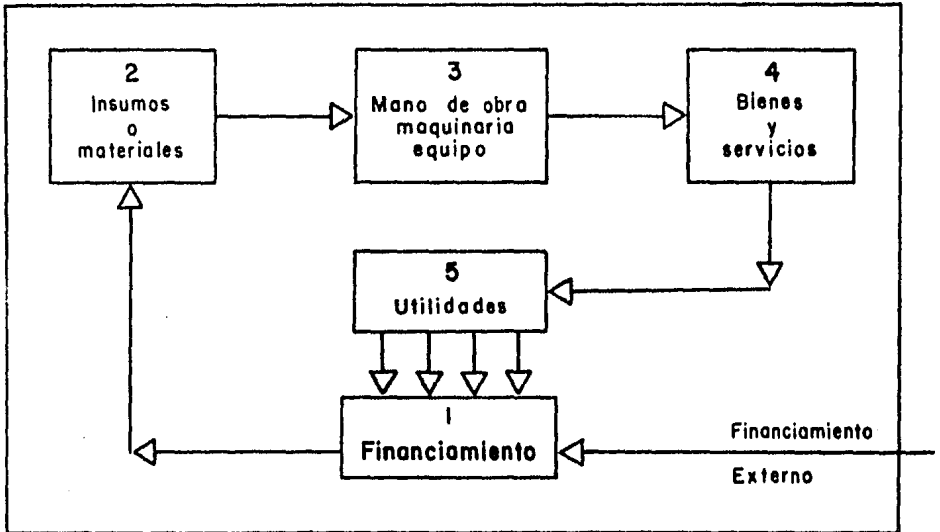 2
Insumos
o
materiales
3
Mano de obra
maquinaria
equipo
4
Bienes
y
servicios
5
Utilidades
1
Financiamiento
Financiamiento
Externo